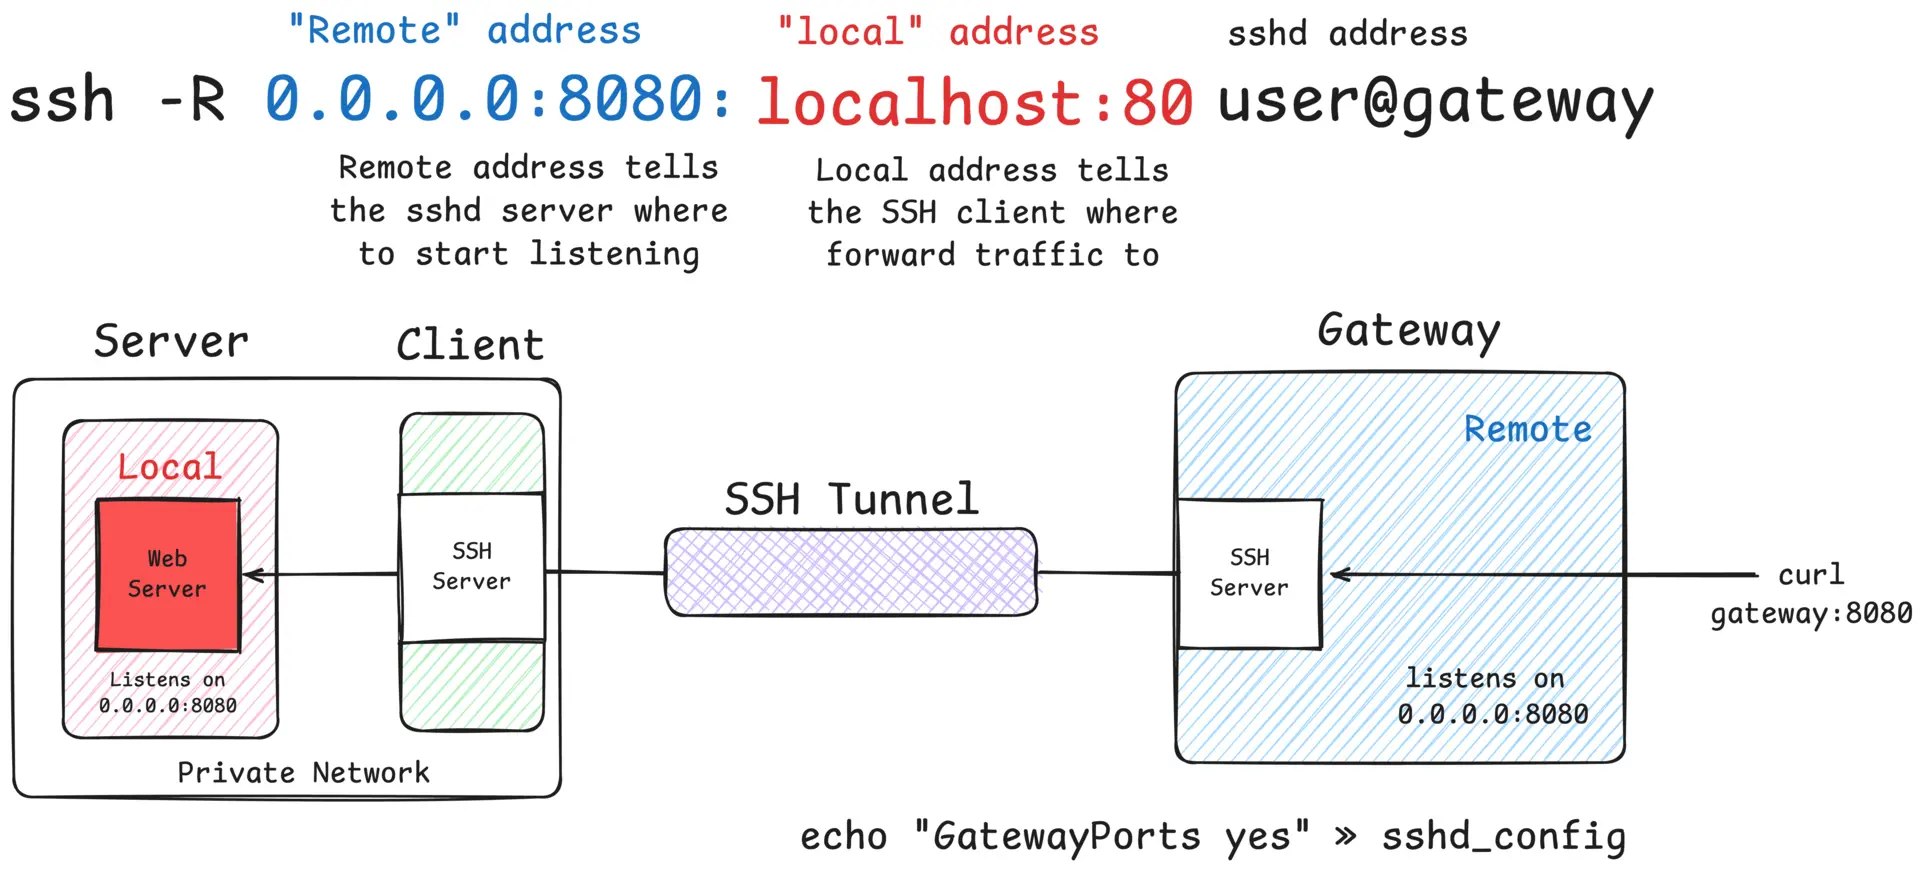 "Remote" address "local" address sshd address
ssh -R 0.0.0.0:8080: localhost:80 user@gateway
Remote address tells
the sshd server where
to start listening
Local address tells
the SSH client where
forward traffic to
Server
Client
Gateway
Local
Web
Server
Listens on
0.0.0.0:8080
SSH
Server
Private Network
SSH Tunnel
Remote
SSH
Server
listens on
0.0.0.0:8080
curl
gateway:8080
echo "GatewayPorts yes" » sshd_config